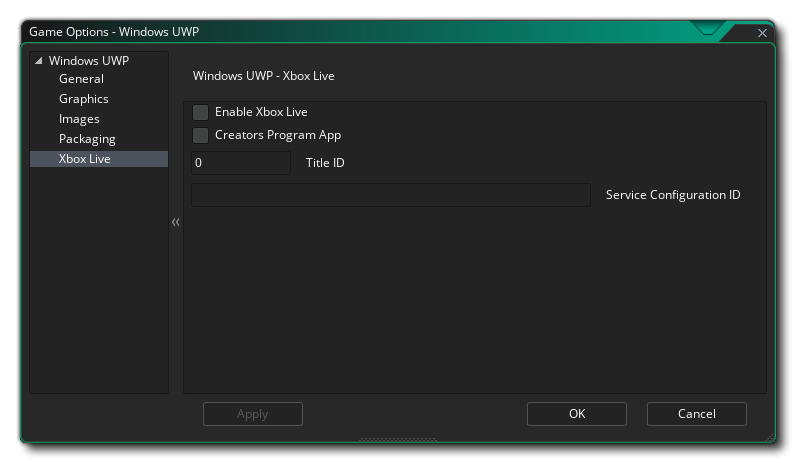 Game Options - Windows UWP
Windows UWP
General
Graphics
Images
Packaging
Xbox Live
Windows UWP - Xbox Live
Enable Xbox Live
Creators Program App
0 Title ID
Service Configuration ID
Apply OK Cancel